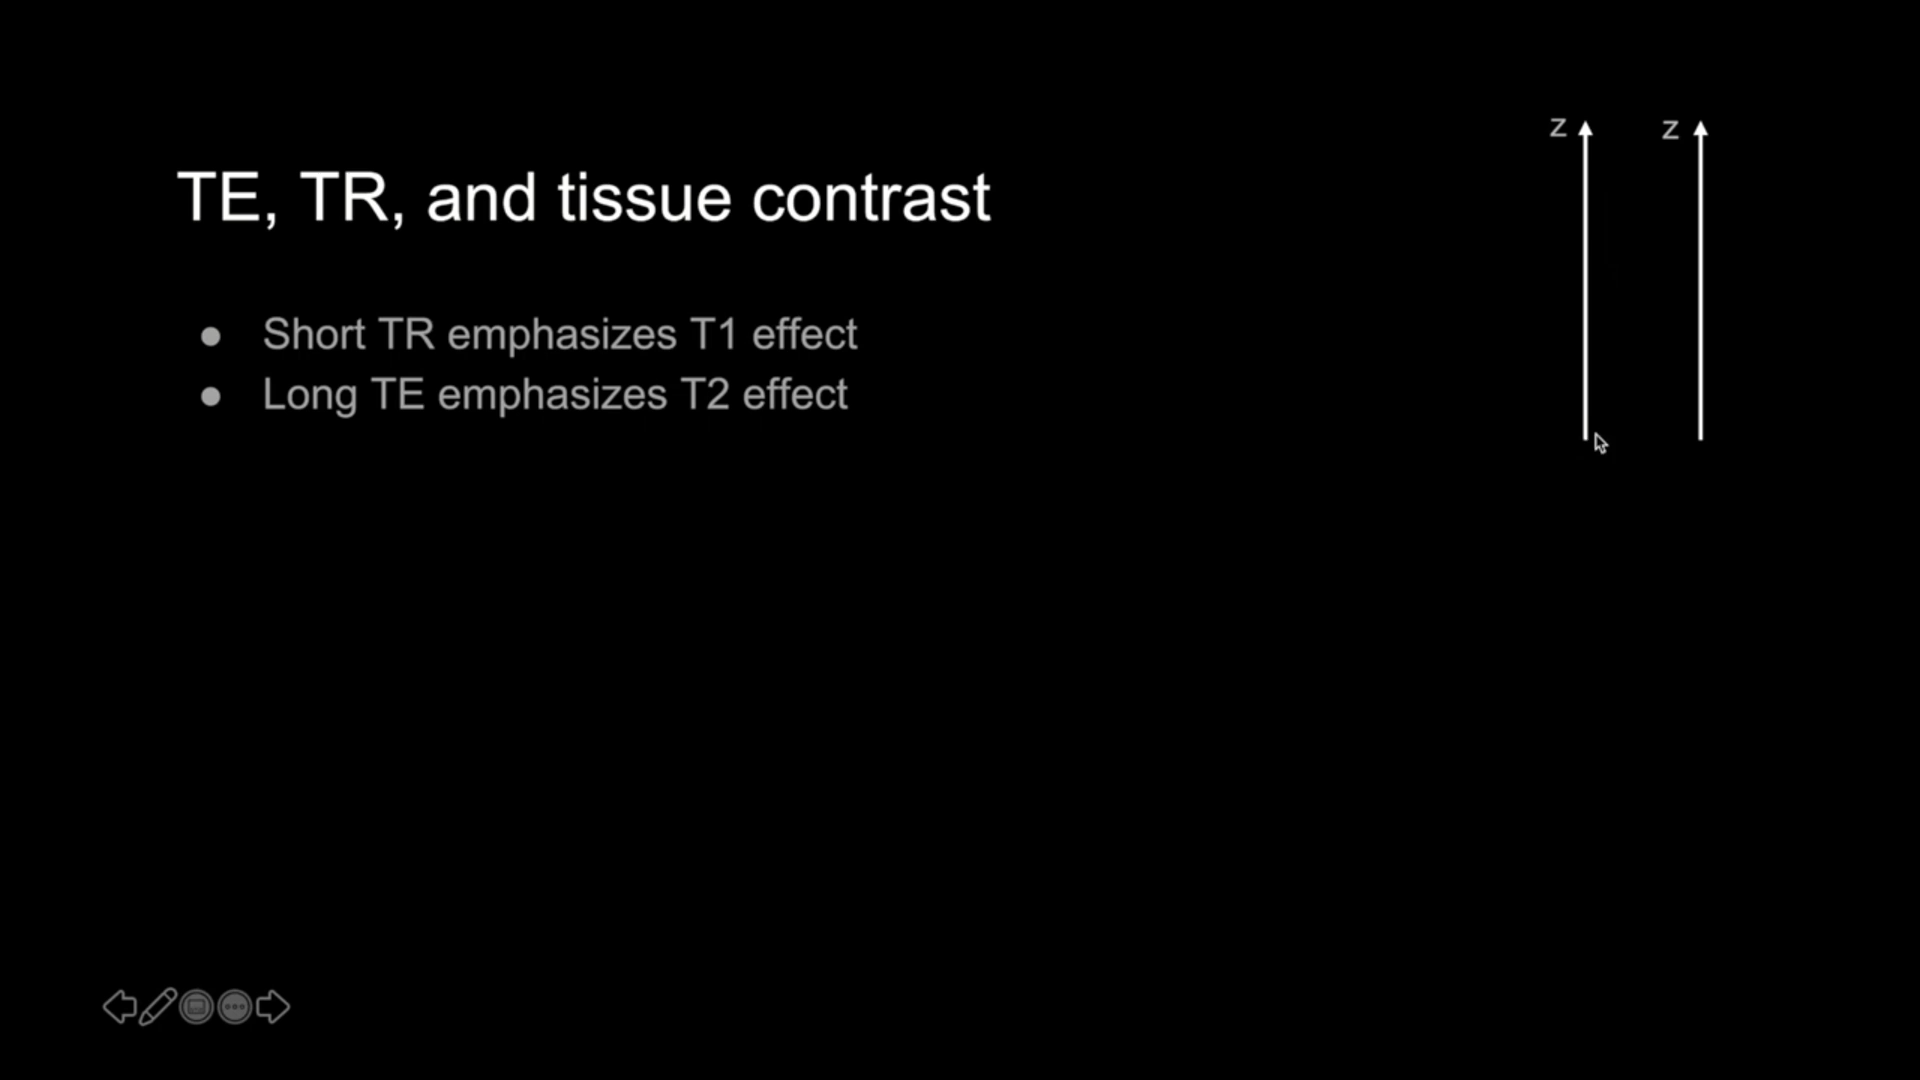 z z
TE, TR, and tissue contrast
● Short TR emphasizes T1 effect
● Long TE emphasizes T2 effect